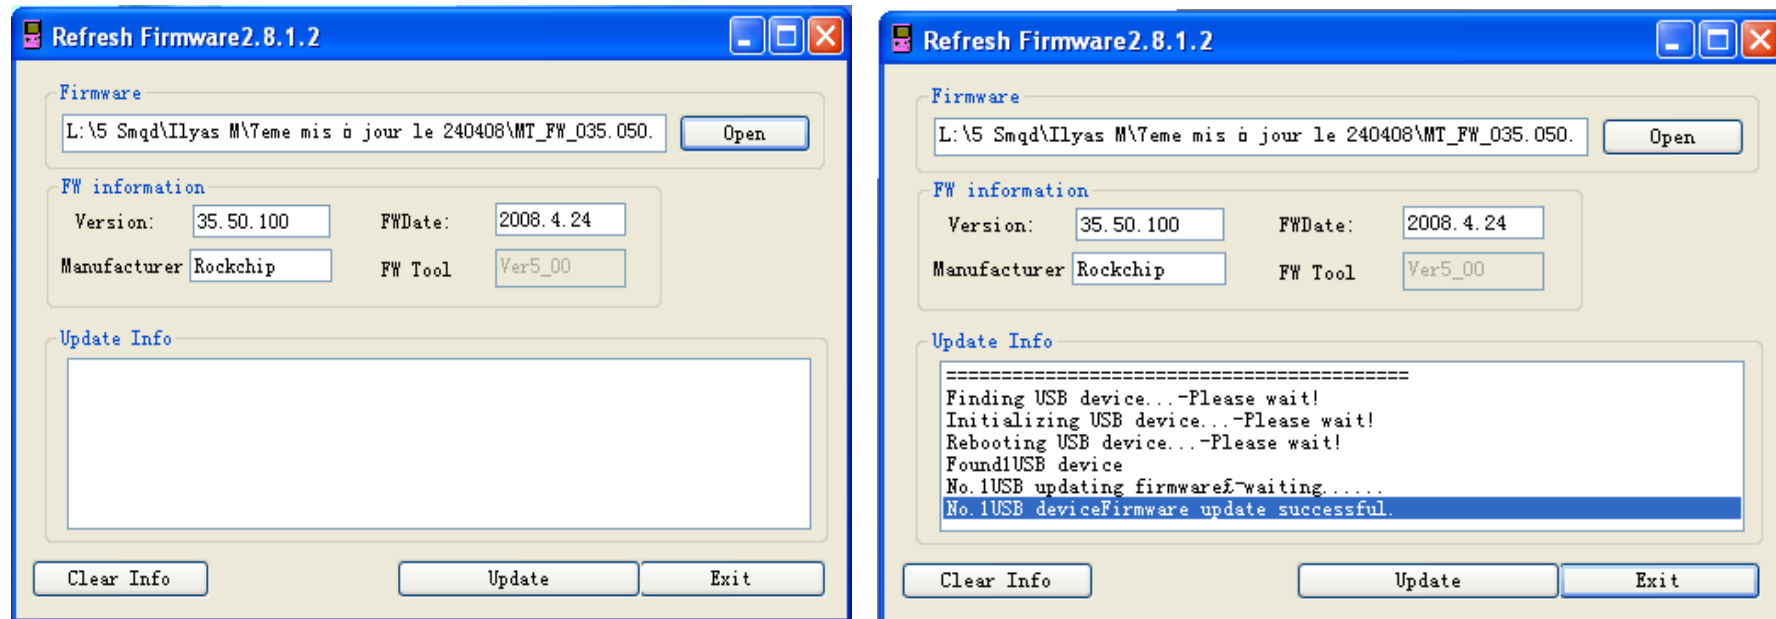 Refresh Firmware2.8.1.2
Firmware
L:\5 Smqd\Ilyas M\7eme mis à jour le 240408\MT_FW_035.050.
Open
FW information
Version:
35.50.100
FWDate:
2008.4.24
Manufacturer
Rockchip
FW Tool
Ver5_00
Update Info
Clear Info
Update
Exit
Refresh Firmware2.8.1.2
Firmware
L:\5 Smqd\Ilyas M\7eme mis à jour le 240408\MT_FW_035.050.
Open
FW information
Version:
35.50.100
FWDate:
2008.4.24
Manufacturer
Rockchip
FW Tool
Ver5_00
Update Info
==========================================
Finding USB device...-Please wait!
Initializing USB device...-Please wait!
Rebooting USB device...-Please wait!
Found1USB device
No.1USB updating firmware£¬waiting......
No.1USB deviceFirmware update successful.
Clear Info
Update
Exit